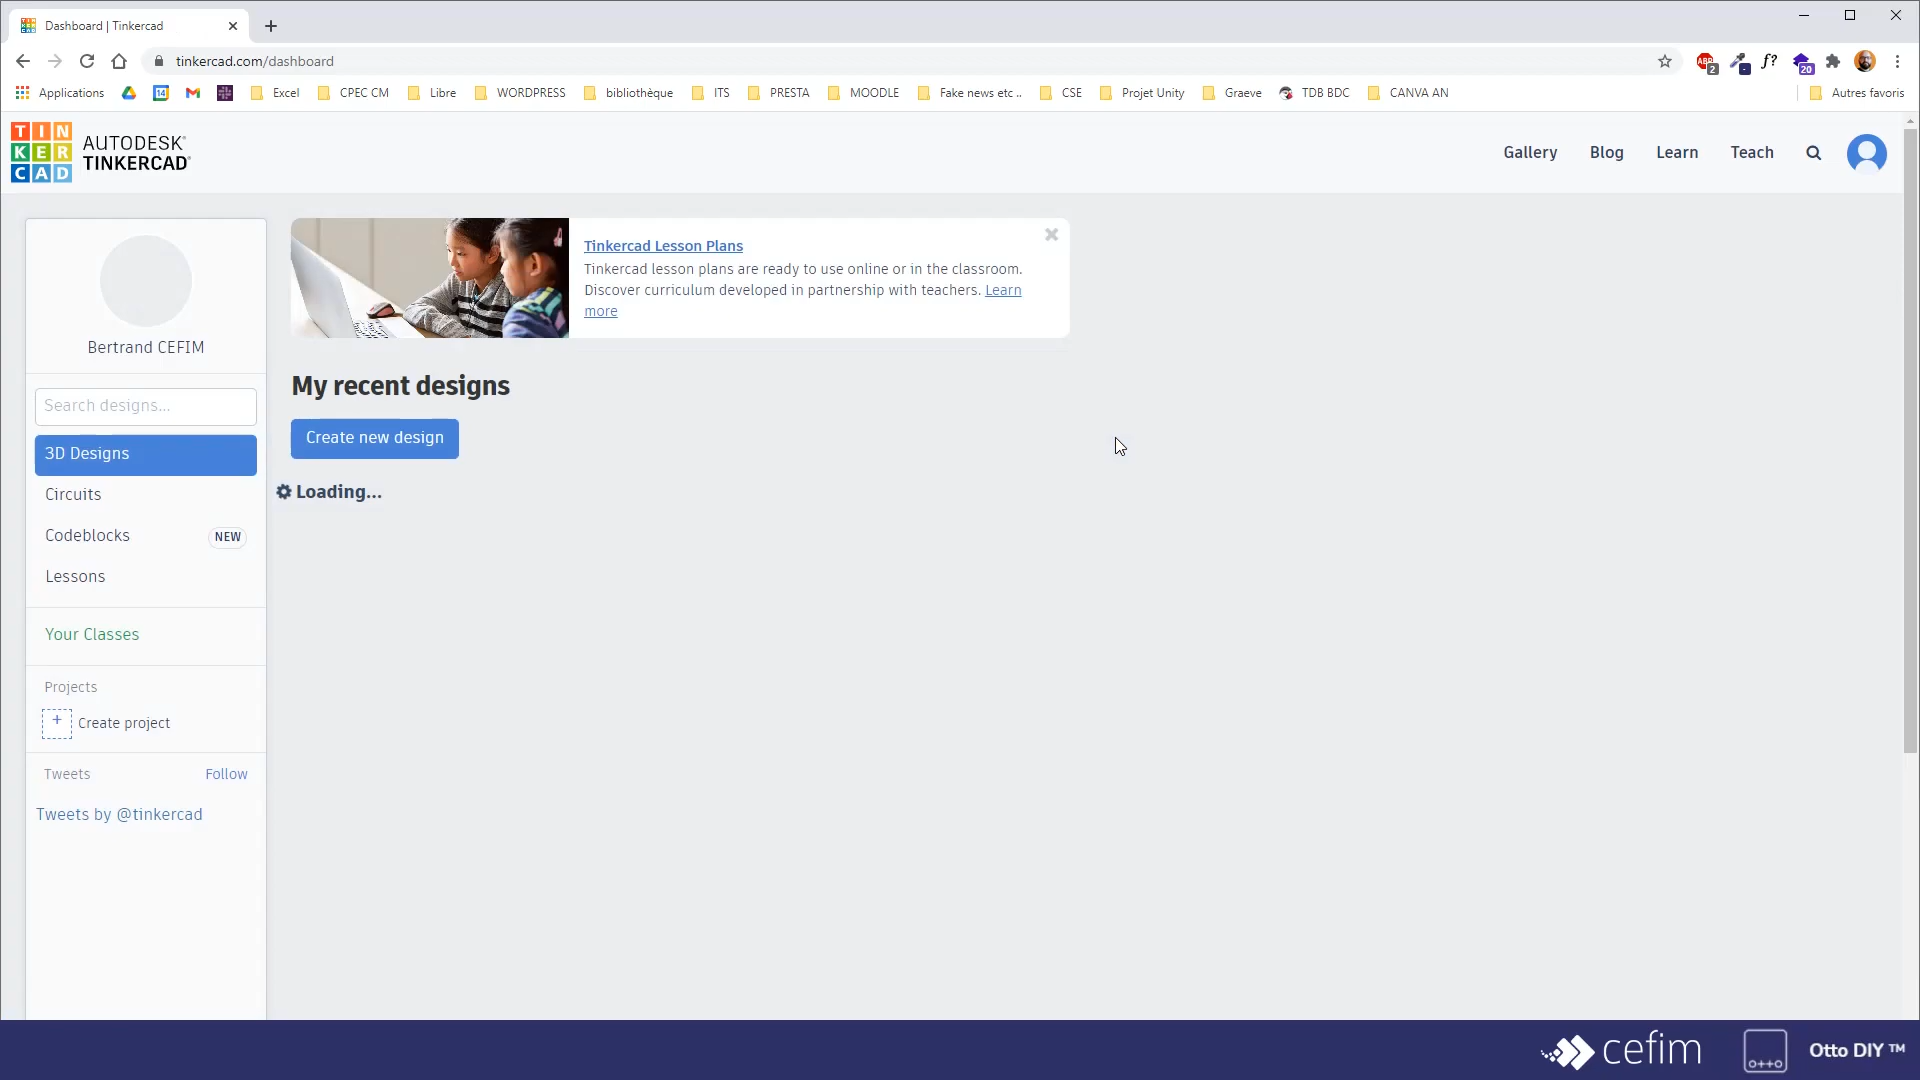 Dashboard | Tinkercad
tinkercad.com/dashboard
ABP 2 f? 20
Applications 14 Excel CPEC CM Libre WORDPRESS bibliothèque ITS PRESTA MOODLE Fake news etc .. CSE Projet Unity Graeve TDB BDC CANVA AN Autres favoris
TIN
KER
CAD
AUTODESK®
TINKERCAD®
Gallery Blog Learn Teach
Bertrand CEFIM
Search designs...
3D Designs
Circuits
Codeblocks NEW
Lessons
Your Classes
Projects
+ Create project
Tweets Follow
Tweets by @tinkercad
Tinkercad Lesson Plans
Tinkercad lesson plans are ready to use online or in the classroom.
Discover curriculum developed in partnership with teachers. Learn
more
My recent designs
Create new design
Loading...
cefim
O++O
Otto DIY ™